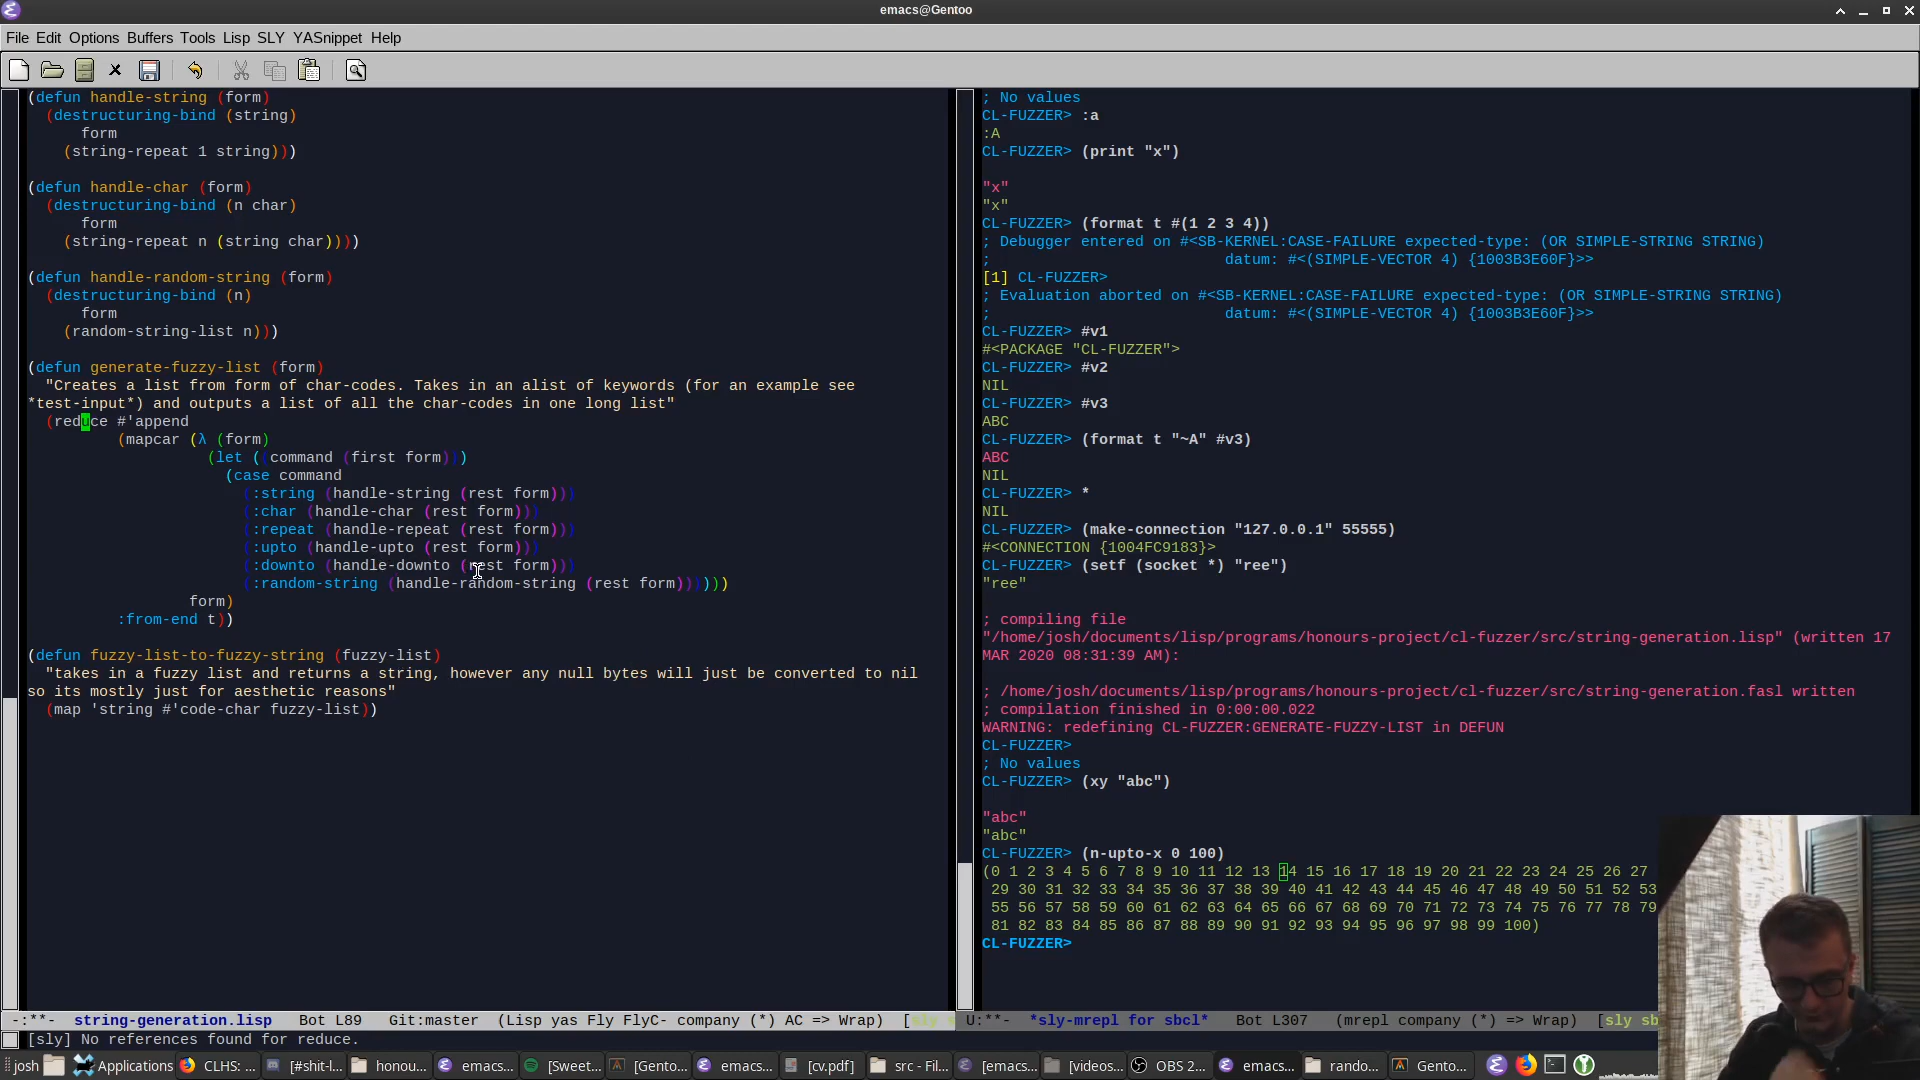 emacs@Gentoo
File Edit Options Buffers Tools Lisp SLY YASnippet Help
(defun handle-string (form)
(destructuring-bind (string)
form
(string-repeat 1 string)))
(defun handle-char (form)
(destructuring-bind (n char)
form
(string-repeat n (string char))))
(defun handle-random-string (form)
(destructuring-bind (n)
form
(random-string-list n)))
(defun generate-fuzzy-list (form)
"Creates a list from form of char-codes. Takes in an alist of keywords (for an example see
*test-input*) and outputs a list of all the char-codes in one long list"
(reduce #'append
(mapcar (λ (form)
(let ((command (first form)))
(case command
(:string (handle-string (rest form)))
(:char (handle-char (rest form)))
(:repeat (handle-repeat (rest form)))
(:upto (handle-upto (rest form)))
(:downto (handle-downto (rest form)))
(:random-string (handle-random-string (rest form))))))
form)
:from-end t))
(defun fuzzy-list-to-fuzzy-string (fuzzy-list)
"takes in a fuzzy list and returns a string, however any null bytes will just be converted to nil
so its mostly just for aesthetic reasons"
(map 'string #'code-char fuzzy-list))
-:**- string-generation.lisp Bot L89 Git:master (Lisp yas Fly FlyC- company (*) AC => Wrap) [sly
; No values
CL-FUZZER> :a
:A
CL-FUZZER> (print "x")
"x"
"x"
CL-FUZZER> (format t #(1 2 3 4))
; Debugger entered on #<SB-KERNEL:CASE-FAILURE expected-type: (OR SIMPLE-STRING STRING)
; datum: #<(SIMPLE-VECTOR 4) {1003B3E60F}>>
[1] CL-FUZZER>
; Evaluation aborted on #<SB-KERNEL:CASE-FAILURE expected-type: (OR SIMPLE-STRING STRING)
; datum: #<(SIMPLE-VECTOR 4) {1003B3E60F}>>
CL-FUZZER> #v1
#<PACKAGE "CL-FUZZER">
CL-FUZZER> #v2
NIL
CL-FUZZER> #v3
ABC
CL-FUZZER> (format t "~A" #v3)
ABC
NIL
CL-FUZZER> *
NIL
CL-FUZZER> (make-connection "127.0.0.1" 55555)
#<CONNECTION {1004FC9183}>
CL-FUZZER> (setf (socket *) "ree")
"ree"
; compiling file
"/home/josh/documents/lisp/programs/honours-project/cl-fuzzer/src/string-generation.lisp" (written 17
MAR 2020 08:31:39 AM):
; /home/josh/documents/lisp/programs/honours-project/cl-fuzzer/src/string-generation.fasl written
; compilation finished in 0:00:00.022
WARNING: redefining CL-FUZZER:GENERATE-FUZZY-LIST in DEFUN
CL-FUZZER>
; No values
CL-FUZZER> (xy "abc")
"abc"
"abc"
CL-FUZZER> (n-upto-x 0 100)
(0 1 2 3 4 5 6 7 8 9 10 11 12 13 14 15 16 17 18 19 20 21 22 23 24 25 26 27
29 30 31 32 33 34 35 36 37 38 39 40 41 42 43 44 45 46 47 48 49 50 51 52 53
55 56 57 58 59 60 61 62 63 64 65 66 67 68 69 70 71 72 73 74 75 76 77 78 79
81 82 83 84 85 86 87 88 89 90 91 92 93 94 95 96 97 98 99 100)
CL-FUZZER>
U:**- *sly-mrepl for sbcl* Bot L307 (mrepl company (*) => Wrap) [sly sb
[sly] No references found for reduce.
josh Applications CLHS: ... [#shit-l... honou... emacs... [Sweet... [Gento... emacs... [cv.pdf] src - Fil... [emacs... [videos... OBS 2... emacs... rando... Gento...